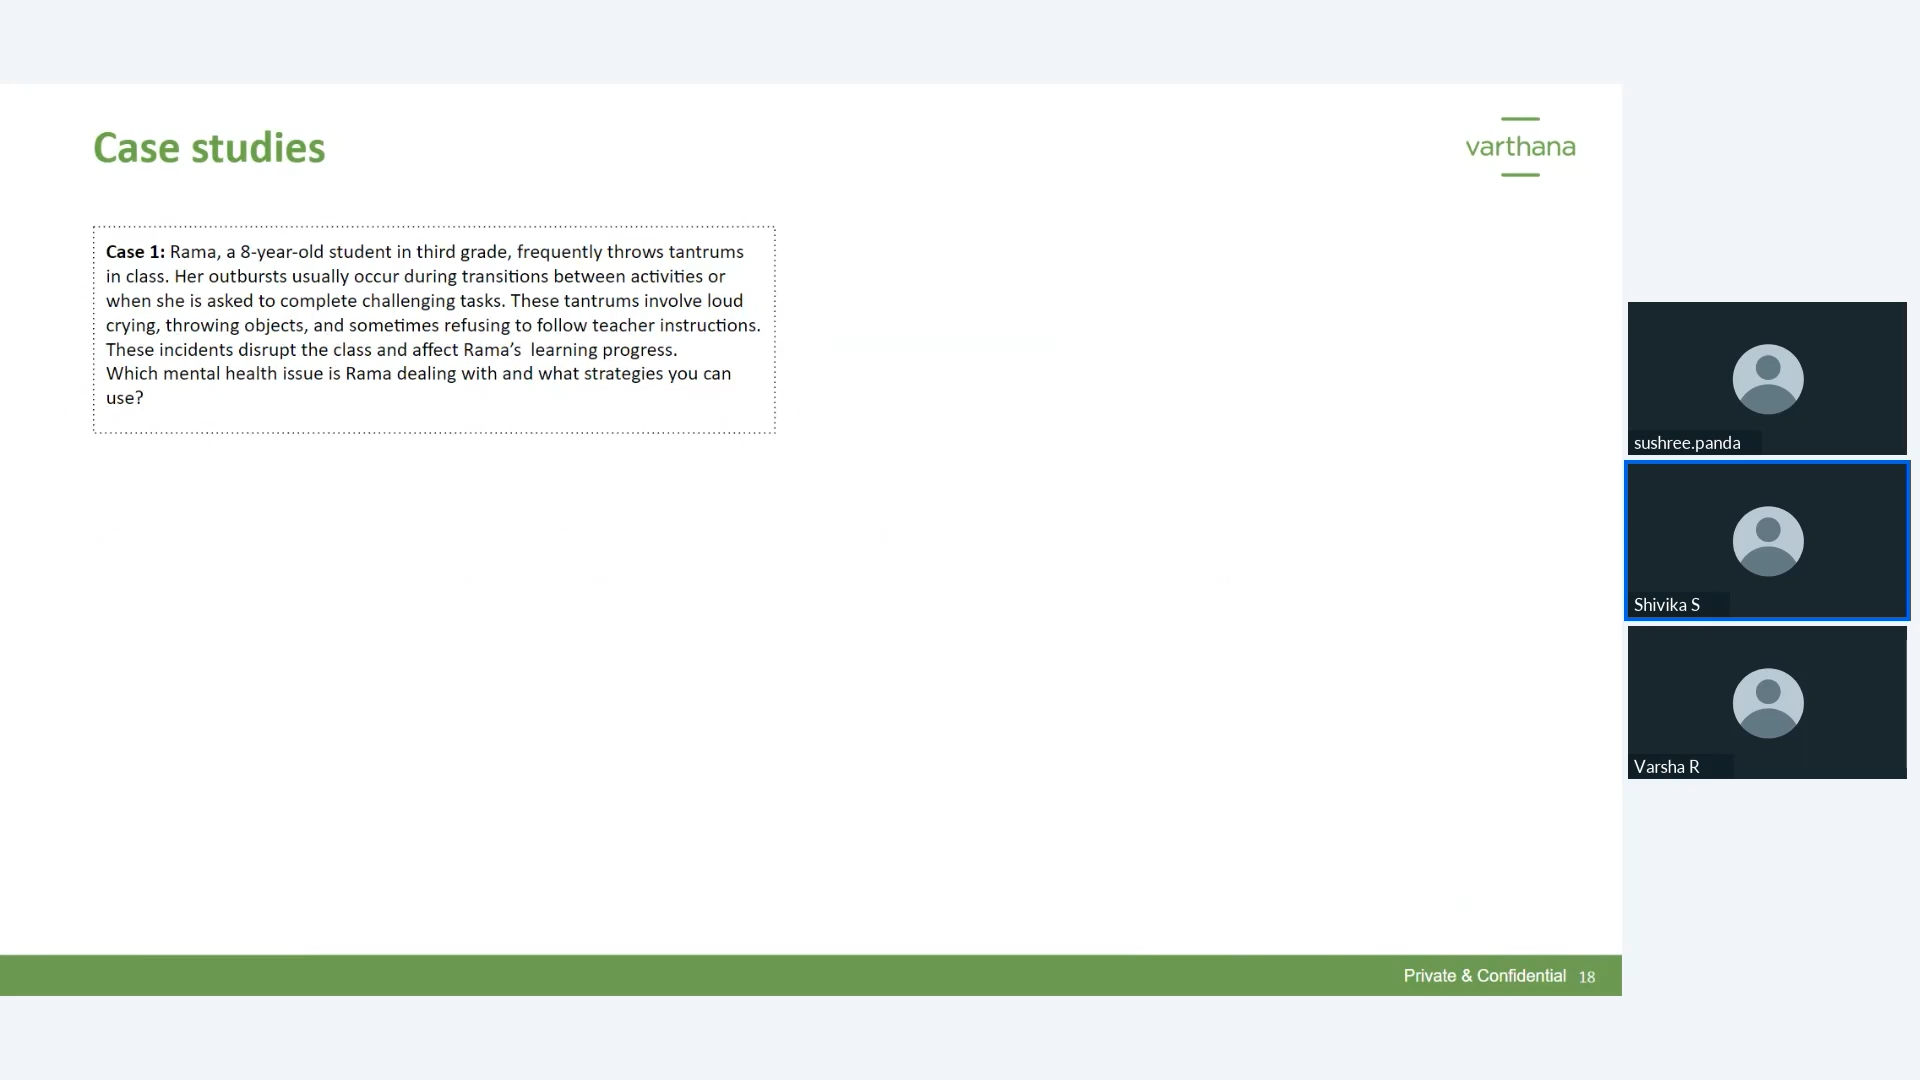 Case studies
varthana
Case 1: Rama, a 8-year-old student in third grade, frequently throws tantrums
in class. Her outbursts usually occur during transitions between activities or
when she is asked to complete challenging tasks. These tantrums involve loud
crying, throwing objects, and sometimes refusing to follow teacher instructions.
These incidents disrupt the class and affect Rama’s  learning progress.
Which mental health issue is Rama dealing with and what strategies you can
use?
sushree.panda
Shivika S
Varsha R
Private & Confidential 18